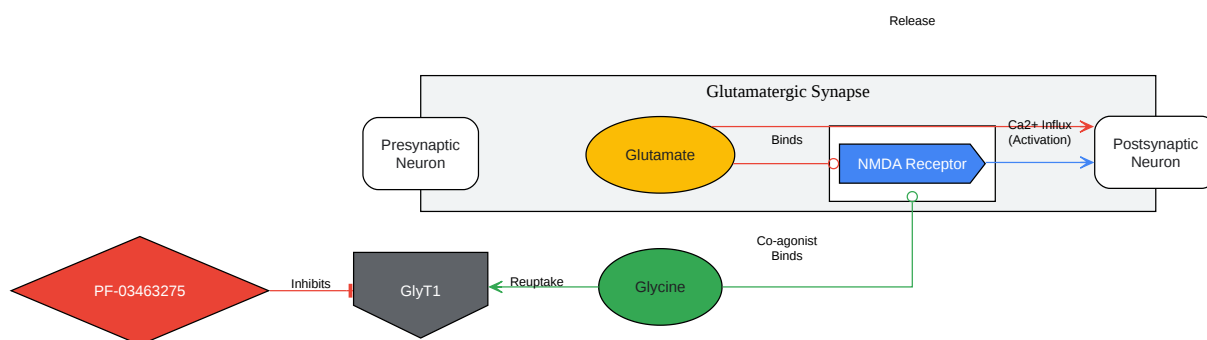 Release
Glutamatergic Synapse
Presynaptic
Neuron
Glutamate
Binds
NMDA Receptor
Ca2+ Influx
(Activation)
Postsynaptic
Neuron
Co-agonist
Binds
PF-03463275
Inhibits
GlyT1
Reuptake
Glycine